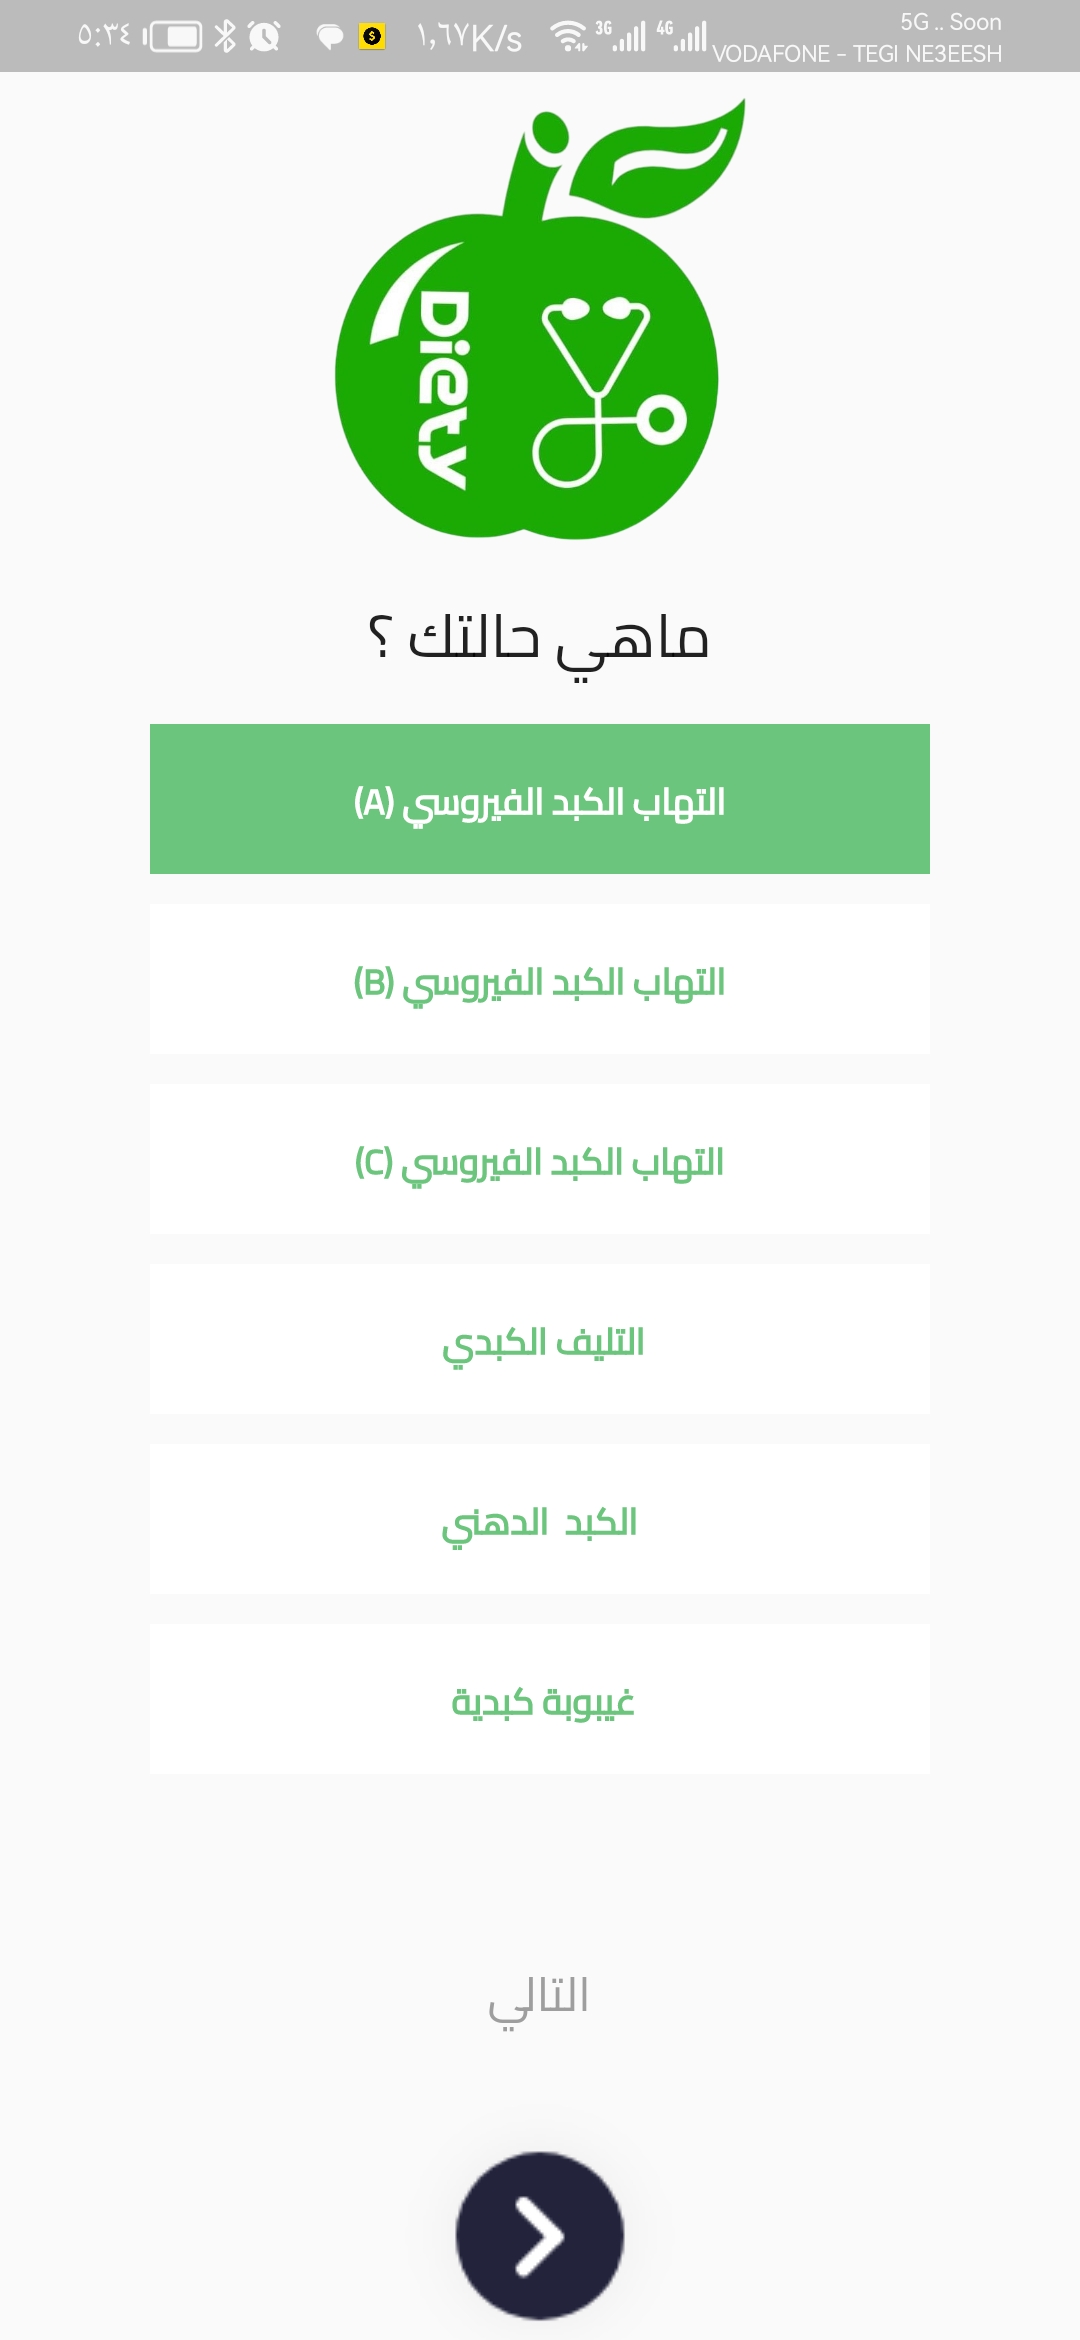 ٥:٣٤
١,٦٧K/s
3G
4G
5G .. Soon
VODAFONE – TEGI NE3EESH
Diety
ماهي حالتك ؟
التهاب الكبد الفيروسي (A)
التهاب الكبد الفيروسي (B)
التهاب الكبد الفيروسي (C)
التليف الكبدي
الكبد  الدهني
غيبوبة كبدية
التالي